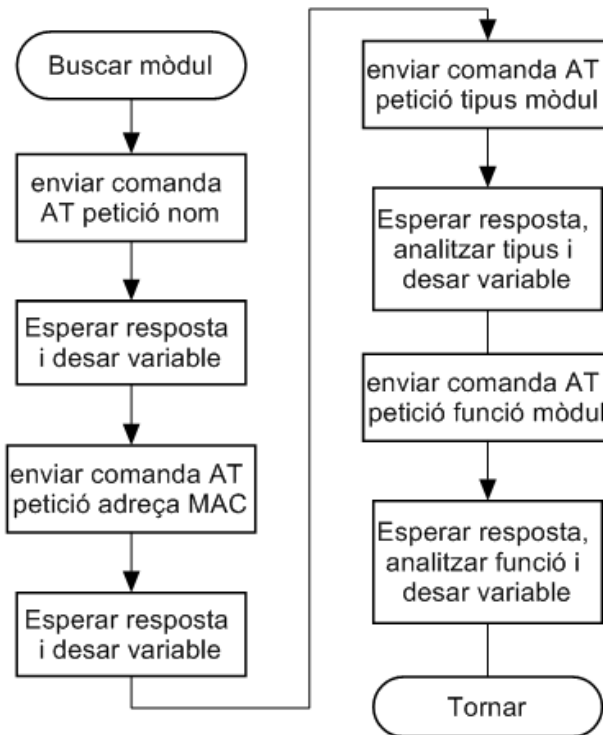 Buscar mòdul
enviar comanda
AT petició nom
Esperar resposta
i desar variable
enviar comanda AT
petició adreça MAC
Esperar resposta
i desar variable
enviar comanda AT
petició tipus mòdul
Esperar resposta,
analitzar tipus i
desar variable
enviar comanda AT
petició funció mòdul
Esperar resposta,
analitzar funció i
desar variable
Tornar